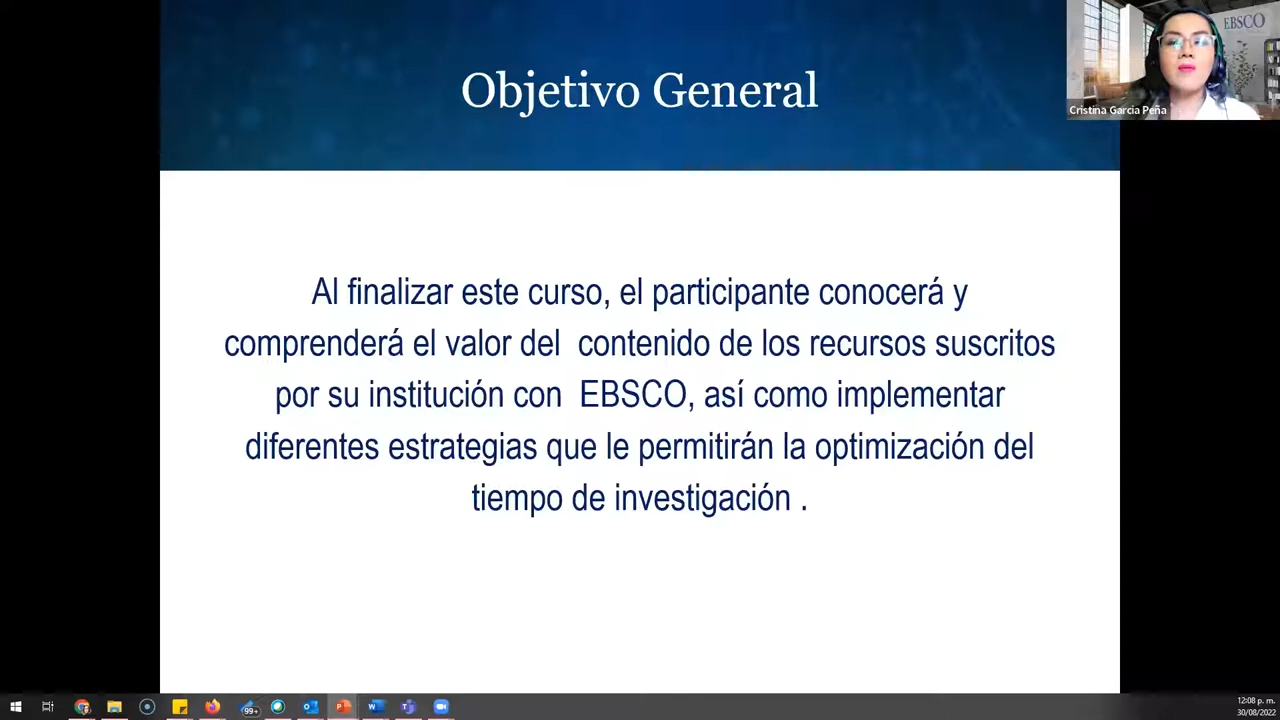 Objetivo General
EBSCO
Cristina Garcia Peña
Al finalizar este curso, el participante conocerá y
comprenderá el valor del  contenido de los recursos suscritos
por su institución con  EBSCO, así como implementar
diferentes estrategias que le permitirán la optimización del
tiempo de investigación .
99+
12:08 p. m.
30/08/2022